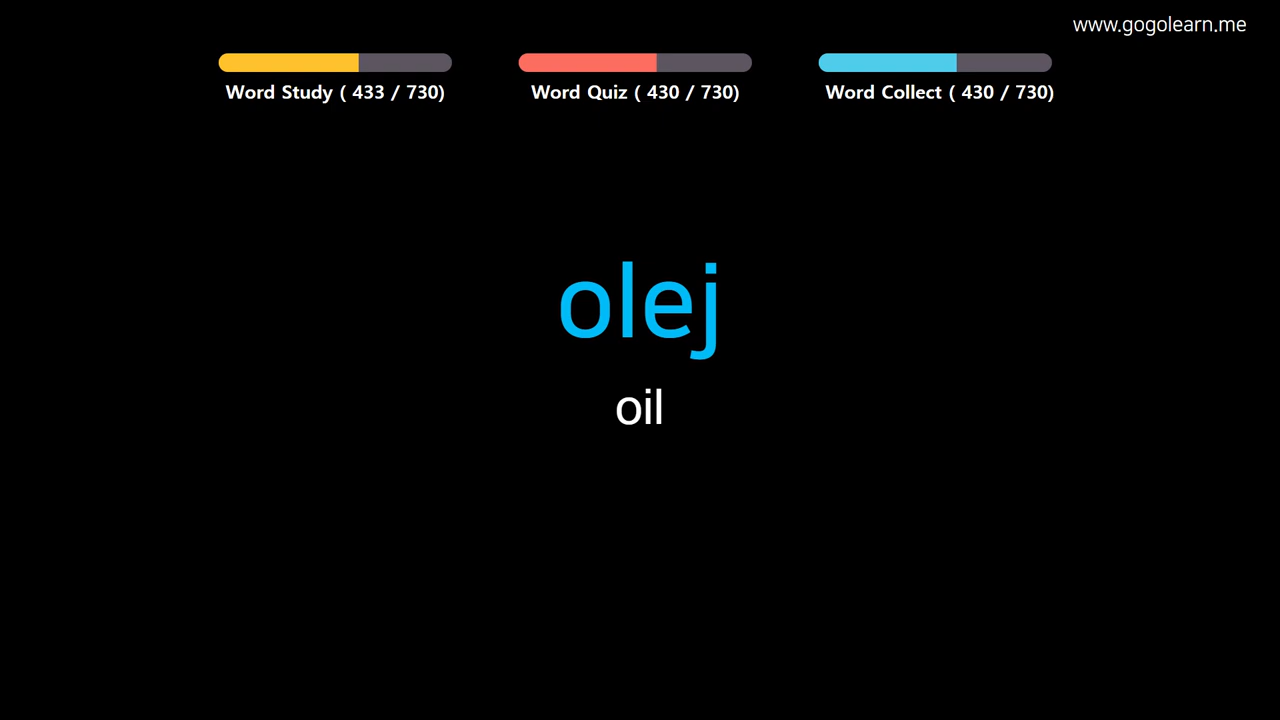 www.gogolearn.me
Word Study ( 433 / 730)
Word Quiz ( 430 / 730)
Word Collect ( 430 / 730)
olej
oil